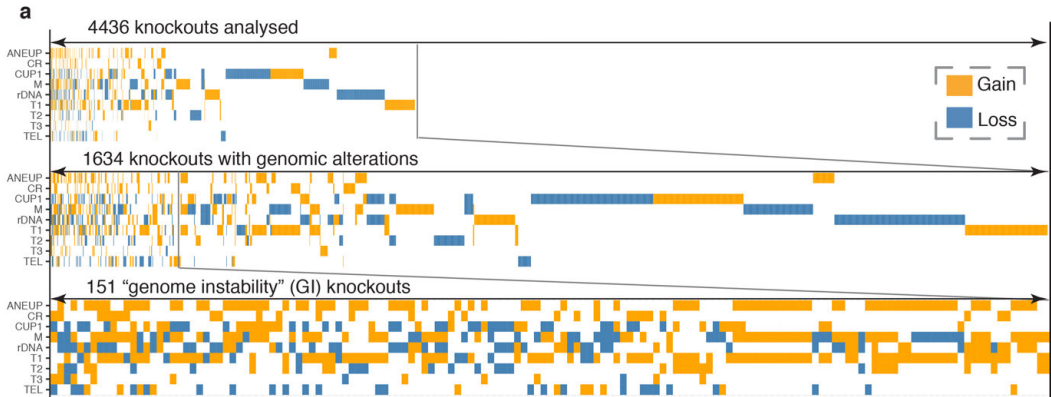 a
4436 knockouts analysed
ANEUP
CR
CUP1
M
rDNA
T1
T2
T3
TEL
Gain
Loss
1634 knockouts with genomic alterations
ANEUP
CR
CUP1
M
rDNA
T1
T2
T3
TEL
151 “genome instability” (GI) knockouts
ANEUP
CR
CUP1
M
rDNA
T1
T2
T3
TEL